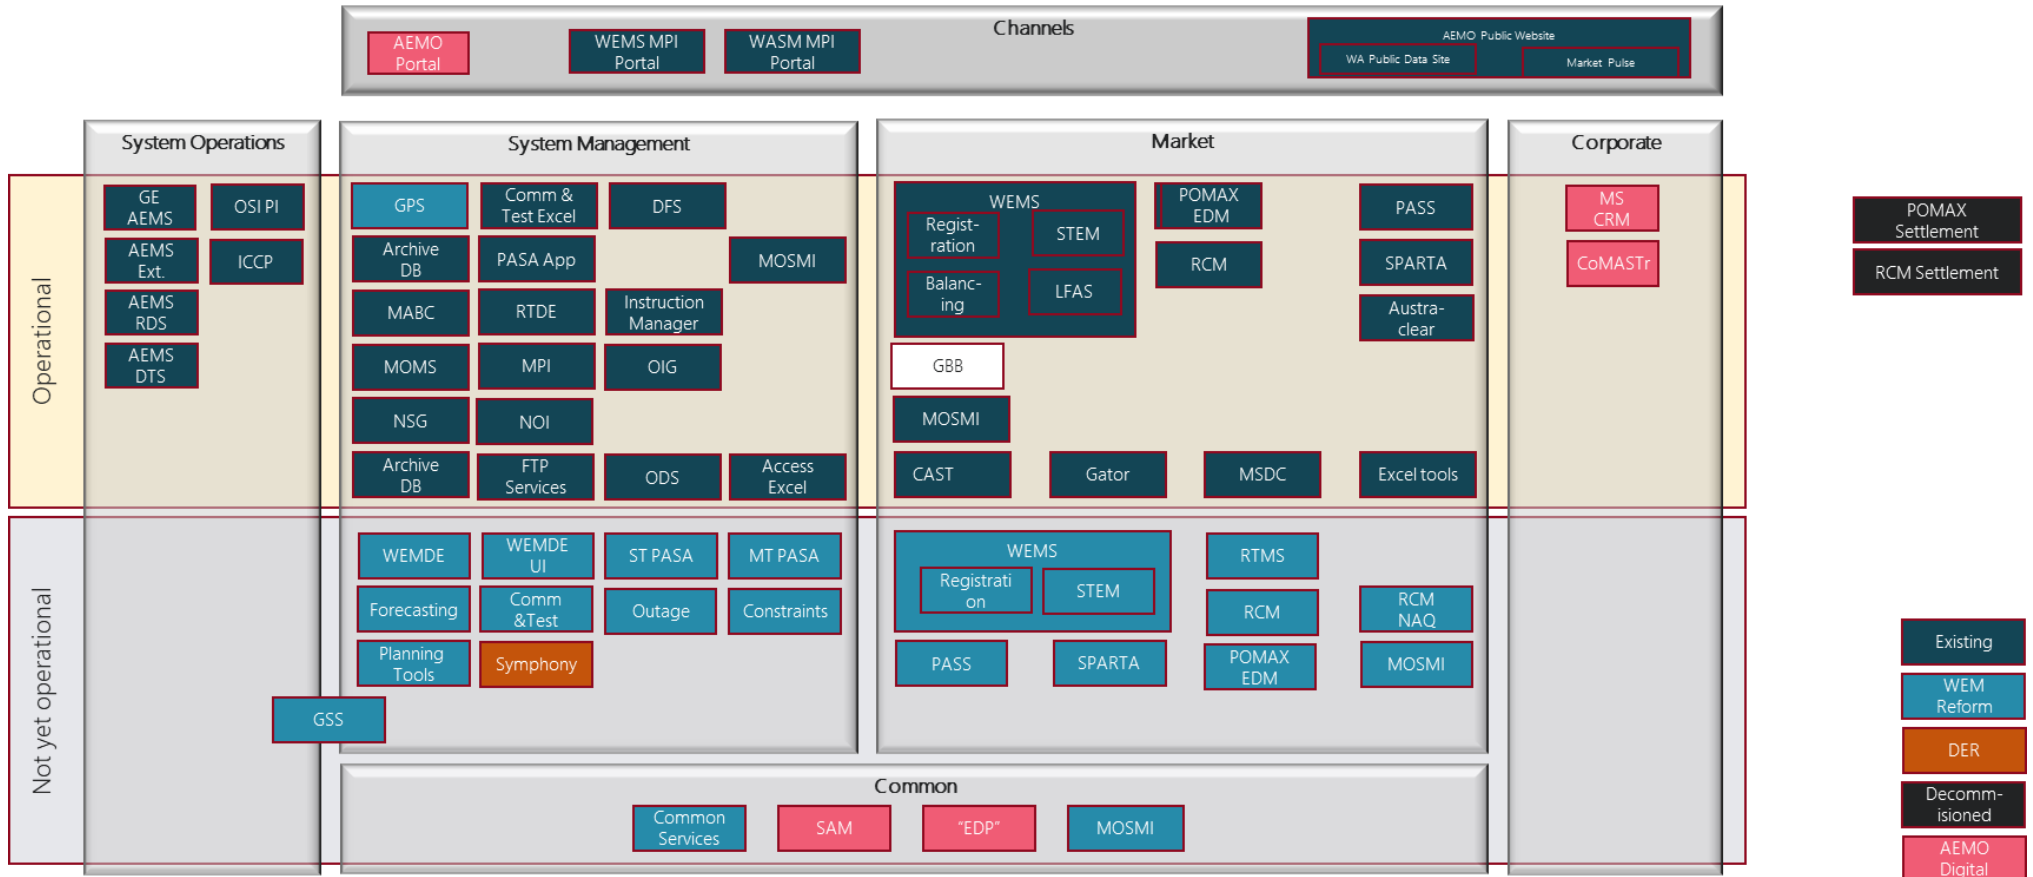 Channels
AEMO
Portal
WEMS MPI
Portal
WASM MPI
Portal
AEMO Public Website
WA Public Data Site
Market Pulse
System Operations
System Management
Market
Corporate
Operational
GE
AEMS
OSI PI
AEMS
Ext.
ICCP
AEMS
RDS
AEMS
DTS
GPS
Comm &
Test Excel
DFS
Archive
DB
PASA App
MOSMI
MABC
RTDE
Instruction
Manager
MOMS
MPI
OIG
NSG
NOI
Archive
DB
FTP
Services
ODS
Access
Excel
WEMS
Regist-
ration
STEM
Balanc-
ing
LFAS
POMAX
EDM
PASS
RCM
SPARTA
Austra-
clear
GBB
MOSMI
CAST
Gator
MSDC
Excel tools
MS
CRM
CoMASTr
POMAX
Settlement
RCM Settlement
Not yet operational
WEMDE
WEMDE
UI
ST PASA
MT PASA
Forecasting
Comm
&Test
Outage
Constraints
Planning
Tools
Symphony
GSS
WEMS
Registrati
on
STEM
RTMS
RCM
RCM
NAQ
PASS
SPARTA
POMAX
EDM
MOSMI
Common
Common
Services
SAM
"EDP"
MOSMI
Existing
WEM
Reform
DER
Decomm-
isioned
AEMO
Digital